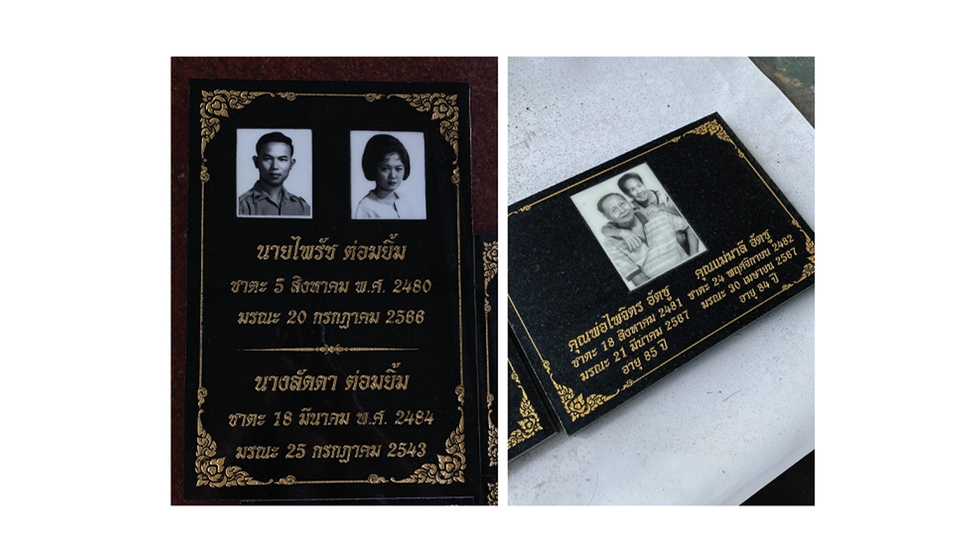 นายไพรัช ต่อมยิ้ม
ชาตะ 5 สิงหาคม พ.ศ. 2480
มรณะ 20 กรกฎาคม 2566
นางลัดดา ต่อมยิ้ม
ชาตะ 18 มีนาคม พ.ศ. 2484
มรณะ 25 กรกฎาคม 2543
คุณพ่อไพจิตร อัดชู
ชาตะ 18 สิงหาคม 2481
มรณะ 21 มีนาคม 2567
อายุ 85 ปี
คุณแม่มาลี อัดชู
ชาตะ 24 พฤศจิกายน 2482
มรณะ 30 เมษายน 2567
อายุ 84 ปี